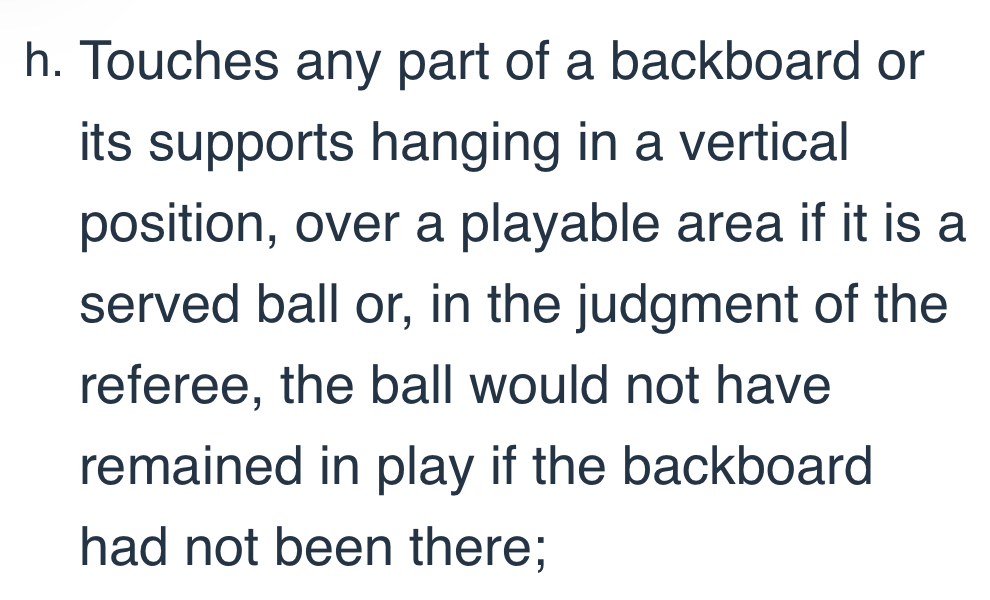 h. Touches any part of a backboard or
its supports hanging in a vertical
position, over a playable area if it is a
served ball or, in the judgment of the
referee, the ball would not have
remained in play if the backboard
had not been there;